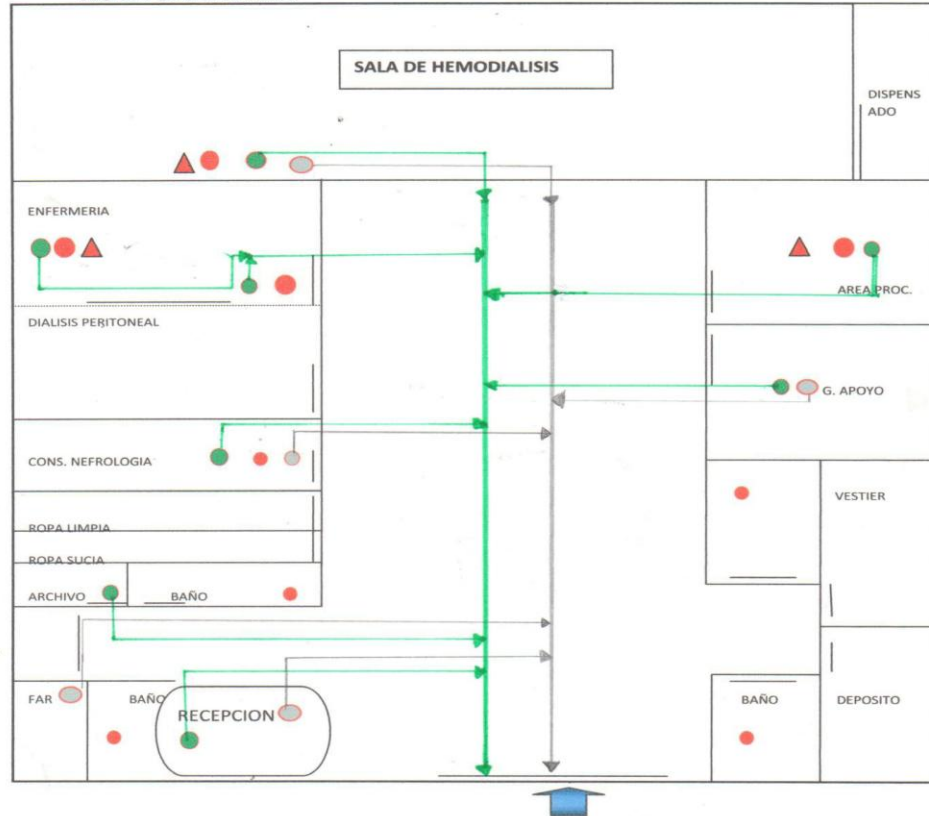 SALA DE HEMODIALISIS
DISPENS
ADO
ENFERMERIA
AREA PROC.
DIALISIS PERITONEAL
G. APOYO
CONS. NEFROLOGIA
VESTIER
ROPA LIMPIA
ROPA SUCIA
ARCHIVO
BAÑO
FAR
BAÑO
RECEPCION
BAÑO
DEPOSITO